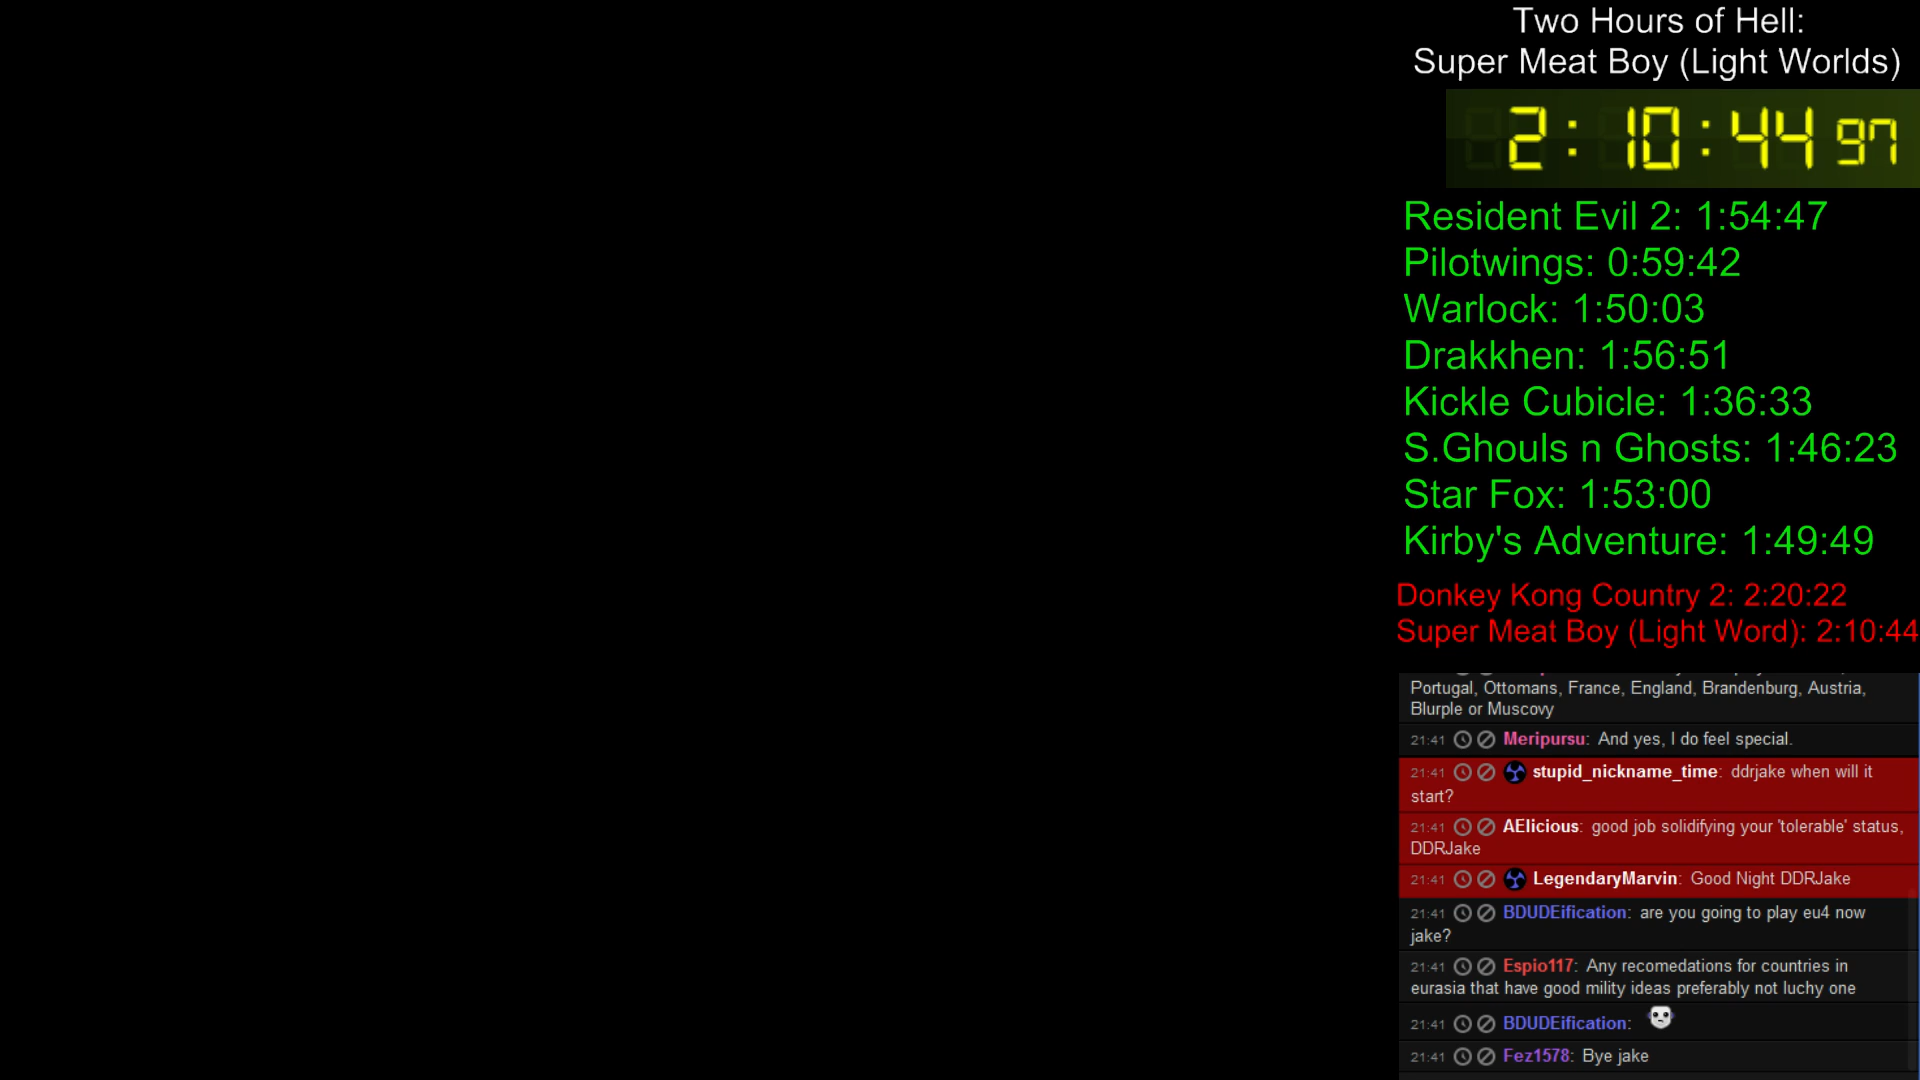 Two Hours of Hell:
Super Meat Boy (Light Worlds)
2:10:44 97
Resident Evil 2: 1:54:47
Pilotwings: 0:59:42
Warlock: 1:50:03
Drakkhen: 1:56:51
Kickle Cubicle: 1:36:33
S.Ghouls n Ghosts: 1:46:23
Star Fox: 1:53:00
Kirby's Adventure: 1:49:49
Donkey Kong Country 2: 2:20:22
Super Meat Boy (Light Word): 2:10:44
Portugal, Ottomans, France, England, Brandenburg, Austria,
Blurple or Muscovy
21:41 Meripursu: And yes, I do feel special.
21:41 stupid_nickname_time: ddrjake when will it
start?
21:41 AElicious: good job solidifying your 'tolerable' status,
DDRJake
21:41 LegendaryMarvin: Good Night DDRJake
21:41 BDUDEification: are you going to play eu4 now
jake?
21:41 Espio117: Any recomedations for countries in
eurasia that have good mility ideas preferably not luchy one
21:41 BDUDEification:
21:41 Fez1578: Bye jake